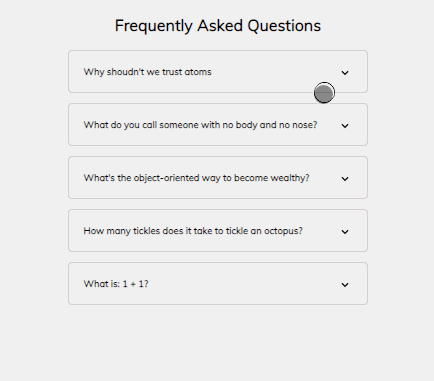 Frequently Asked Questions
Why shoudn't we trust atoms
What do you call someone with no body and no nose?
What's the object-oriented way to become wealthy?
How many tickles does it take to tickle an octopus?
What is: 1 + 1?